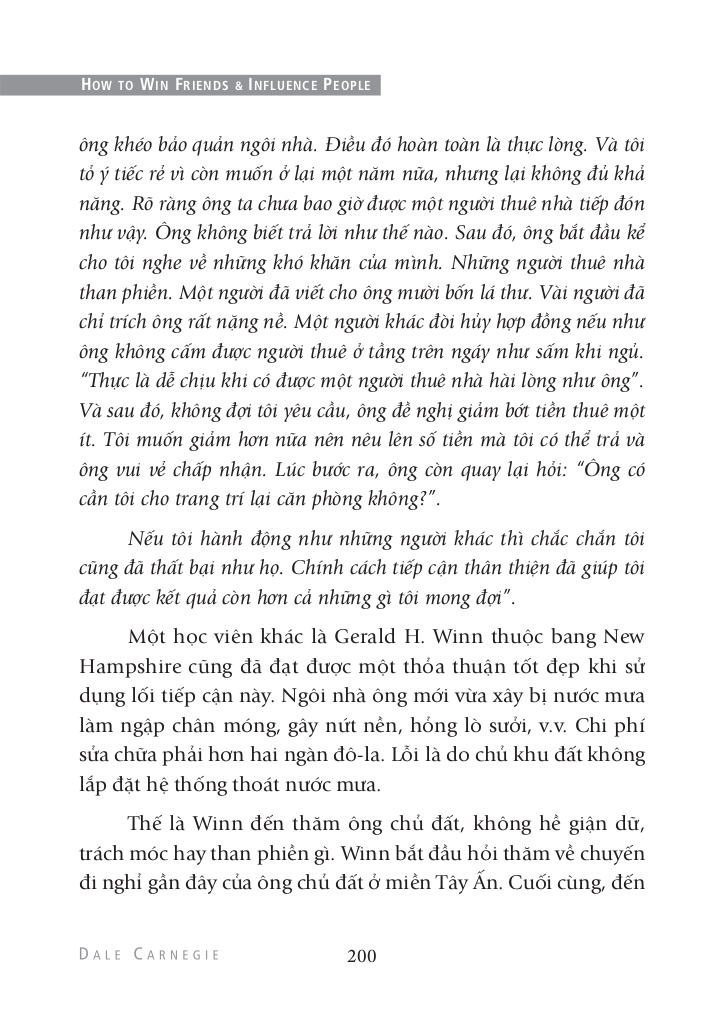 HOW TO WIN FRIENDS & INFLUENCE PEOPLE
ông khéo bảo quản ngôi nhà. Điều đó hoàn toàn là thực lòng. Và tôi
tỏ ý tiếc rẻ vì còn muốn ở lại một năm nữa, nhưng lại không đủ khả
năng. Rõ ràng ông ta chưa bao giờ được một người thuê nhà tiếp đón
như vậy. Ông không biết trả lời như thế nào. Sau đó, ông bắt đầu kể
cho tôi nghe về những khó khăn của mình. Những người thuê nhà
than phiền. Một người đã viết cho ông mười bốn lá thư. Vài người đã
chỉ trích ông rất nặng nề. Một người khác đòi hủy hợp đồng nếu như
ông không cấm được người thuê ở tầng trên ngáy như sấm khi ngủ.
“Thực là dễ chịu khi có được một người thuê nhà hài lòng như ông”.
Và sau đó, không đợi tôi yêu cầu, ông đề nghị giảm bớt tiền thuê một
ít. Tôi muốn giảm hơn nữa nên nêu lên số tiền mà tôi có thể trả và
ông vui vẻ chấp nhận. Lúc bước ra, ông còn quay lại hỏi: “Ông có
cần tôi cho trang trí lại căn phòng không?”.
Nếu tôi hành động như những người khác thì chắc chắn tôi
cũng đã thất bại như họ. Chính cách tiếp cận thân thiện đã giúp tôi
đạt được kết quả còn hơn cả những gì tôi mong đợi”.
Một học viên khác là Gerald H. Winn thuộc bang New
Hampshire cũng đã đạt được một thỏa thuận tốt đẹp khi sử
dụng lối tiếp cận này. Ngôi nhà ông mới vừa xây bị nước mưa
làm ngập chân móng, gây nứt nền, hỏng lò sưởi, v.v. Chi phí
sửa chữa phải hơn hai ngàn đô-la. Lỗi là do chủ khu đất không
lắp đặt hệ thống thoát nước mưa.
Thế là Winn đến thăm ông chủ đất, không hề giận dữ,
trách móc hay than phiền gì. Winn bắt đầu hỏi thăm về chuyến
đi nghỉ gần đây của ông chủ đất ở miền Tây Ấn. Cuối cùng, đến
DALE CARNEGIE 200